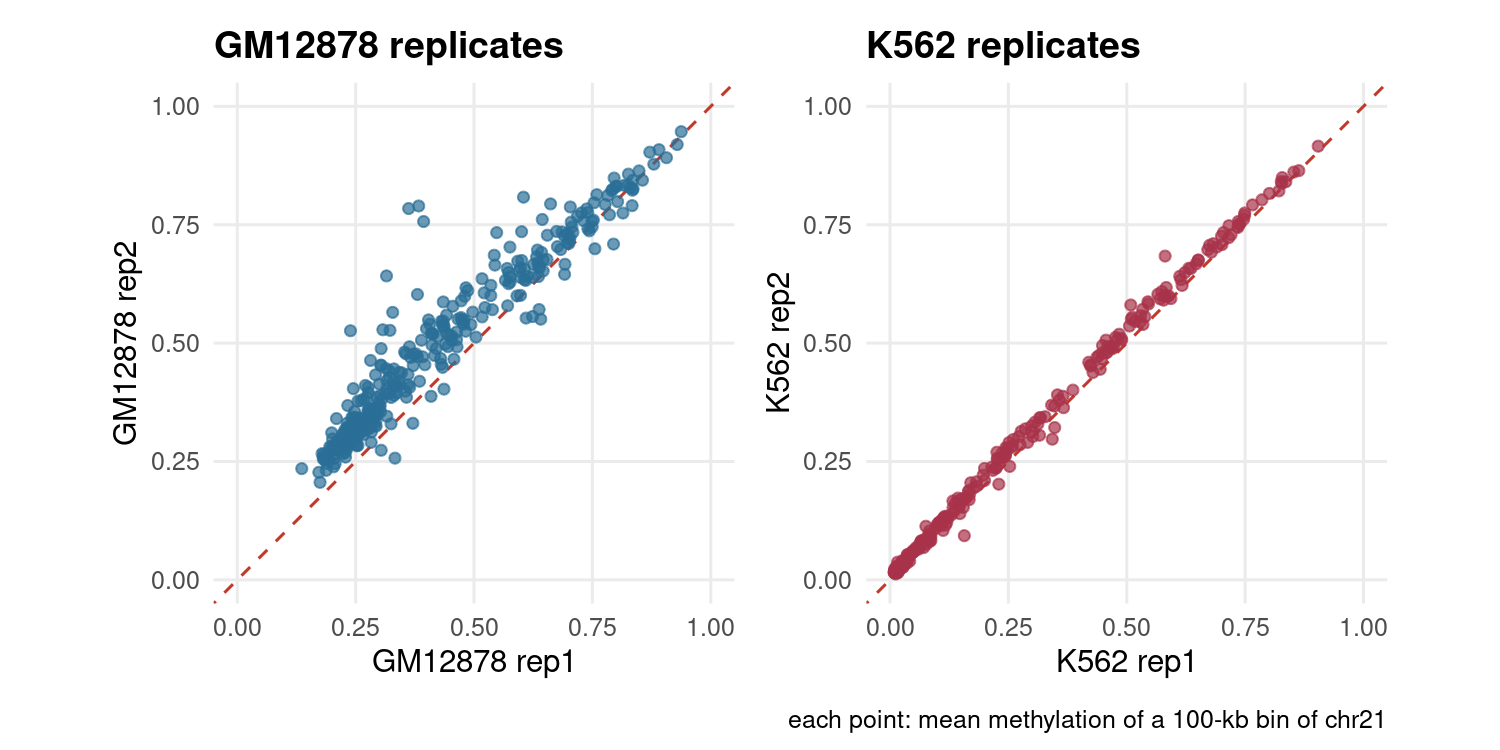 GM12878 replicates
GM12878 rep2
1.00
0.75
0.50
0.25
0.00
0.00 0.25 0.50 0.75 1.00
GM12878 rep1
K562 replicates
K562 rep2
1.00
0.75
0.50
0.25
0.00
0.00 0.25 0.50 0.75 1.00
K562 rep1
each point: mean methylation of a 100-kb bin of chr21